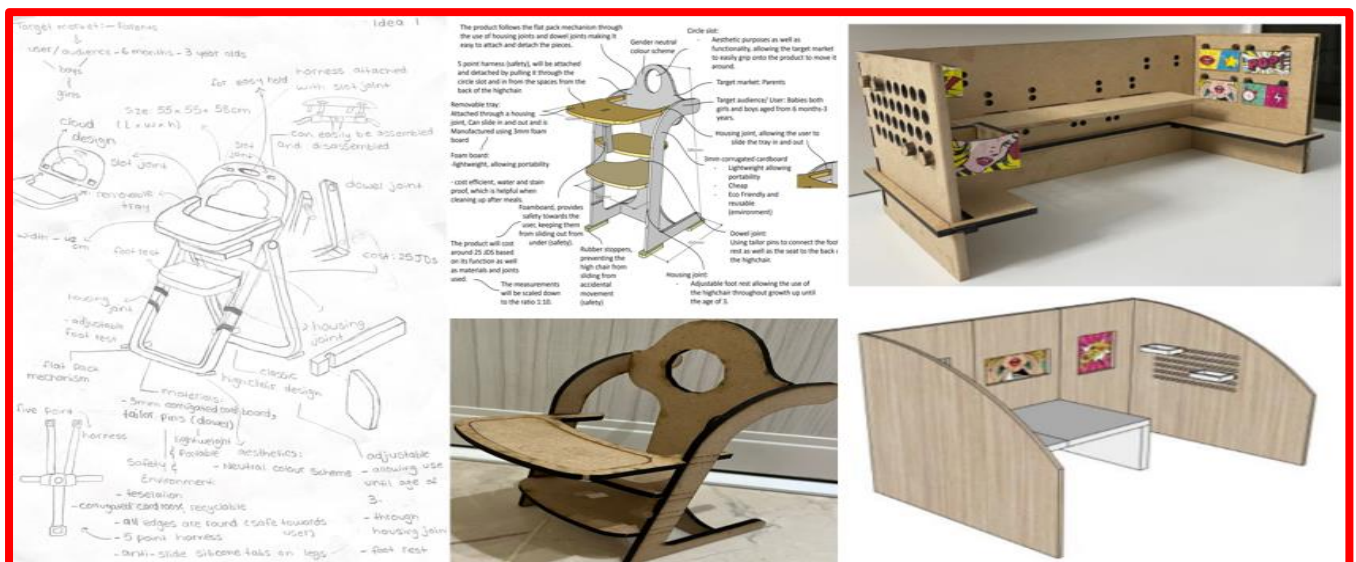 Target market:- Parents
Idea 1
user/audience - 6 months - 3 year olds
boys
girls
Size: 55 x 55 x 58cm
(L x W x H)
for easy hold
harness attached
with slot joint
can easily be assembled
and disassembled
cloud
design
slot joint
slot
joint
removable
tray
dowel joint
foot rest
cost: 25JDs
housing
joint
- adjustable
foot rest
housing
joint
flat pack
mechanism
classic
highchair design
materials:
- 3mm corrugated card board,
tailor pins (dowel)
lightweight
& Portable
aesthetics:
- Neutral colour scheme
five point
harness
Safety &
Environment:
- teselation
- corrugated cardboard, recyclable
- all edges are round (safe towards
user)
- 5 point harness
- anti-slide silicone tabs on legs
adjustable
- allowing use
until age of
3.
- through
housing joint
- foot rest
The product follows the flat pack mechanism through
the use of housing joints and dowel joints making it
easy to attach and detach the pieces.
Gender neutral
colour scheme
Circle slot:
- Aesthetic purposes as well as
functionality, allowing the target market
to easily grip onto the product to move it
around.
5 point harness (safety), will be attached
and detached by pulling it through the
circle slot and in from the spaces from the
back of the highchair
Target market: Parents
Target audience/ User: Babies both
girls and boys aged from 6 months-3
years.
Removable tray:
Attached through a housing
joint, Can slide in and out and is
Manufactured using 3mm foam
board
Housing joint, allowing the user to
slide the tray in and out
Foam board:
-lightweight, allowing portability
- cost efficient, water and stain
proof, which is helpful when
cleaning up after meals.
3mm corrugated cardboard
- Lightweight allowing
portability
- Cheap
- Eco Friendly and
reusable
(environment)
Foamboard, provides
safety towards the
user, keeping them
from sliding out from
under (safety).
Dowel joint:
Using tailor pins to connect the foot
rest as well as the seat to the back
the highchair.
The product will cost
around 25 JDS based
on its function as well
as materials and joints
used.
Rubber stoppers,
preventing the
high chair from
sliding from
accidental
movement
(safety)
Housing joint:
- Adjustable foot rest allowing the use of
the highchair throughout growth up until
the age of 3.
The measurements
will be scaled down
to the ratio 1:10.
POP!